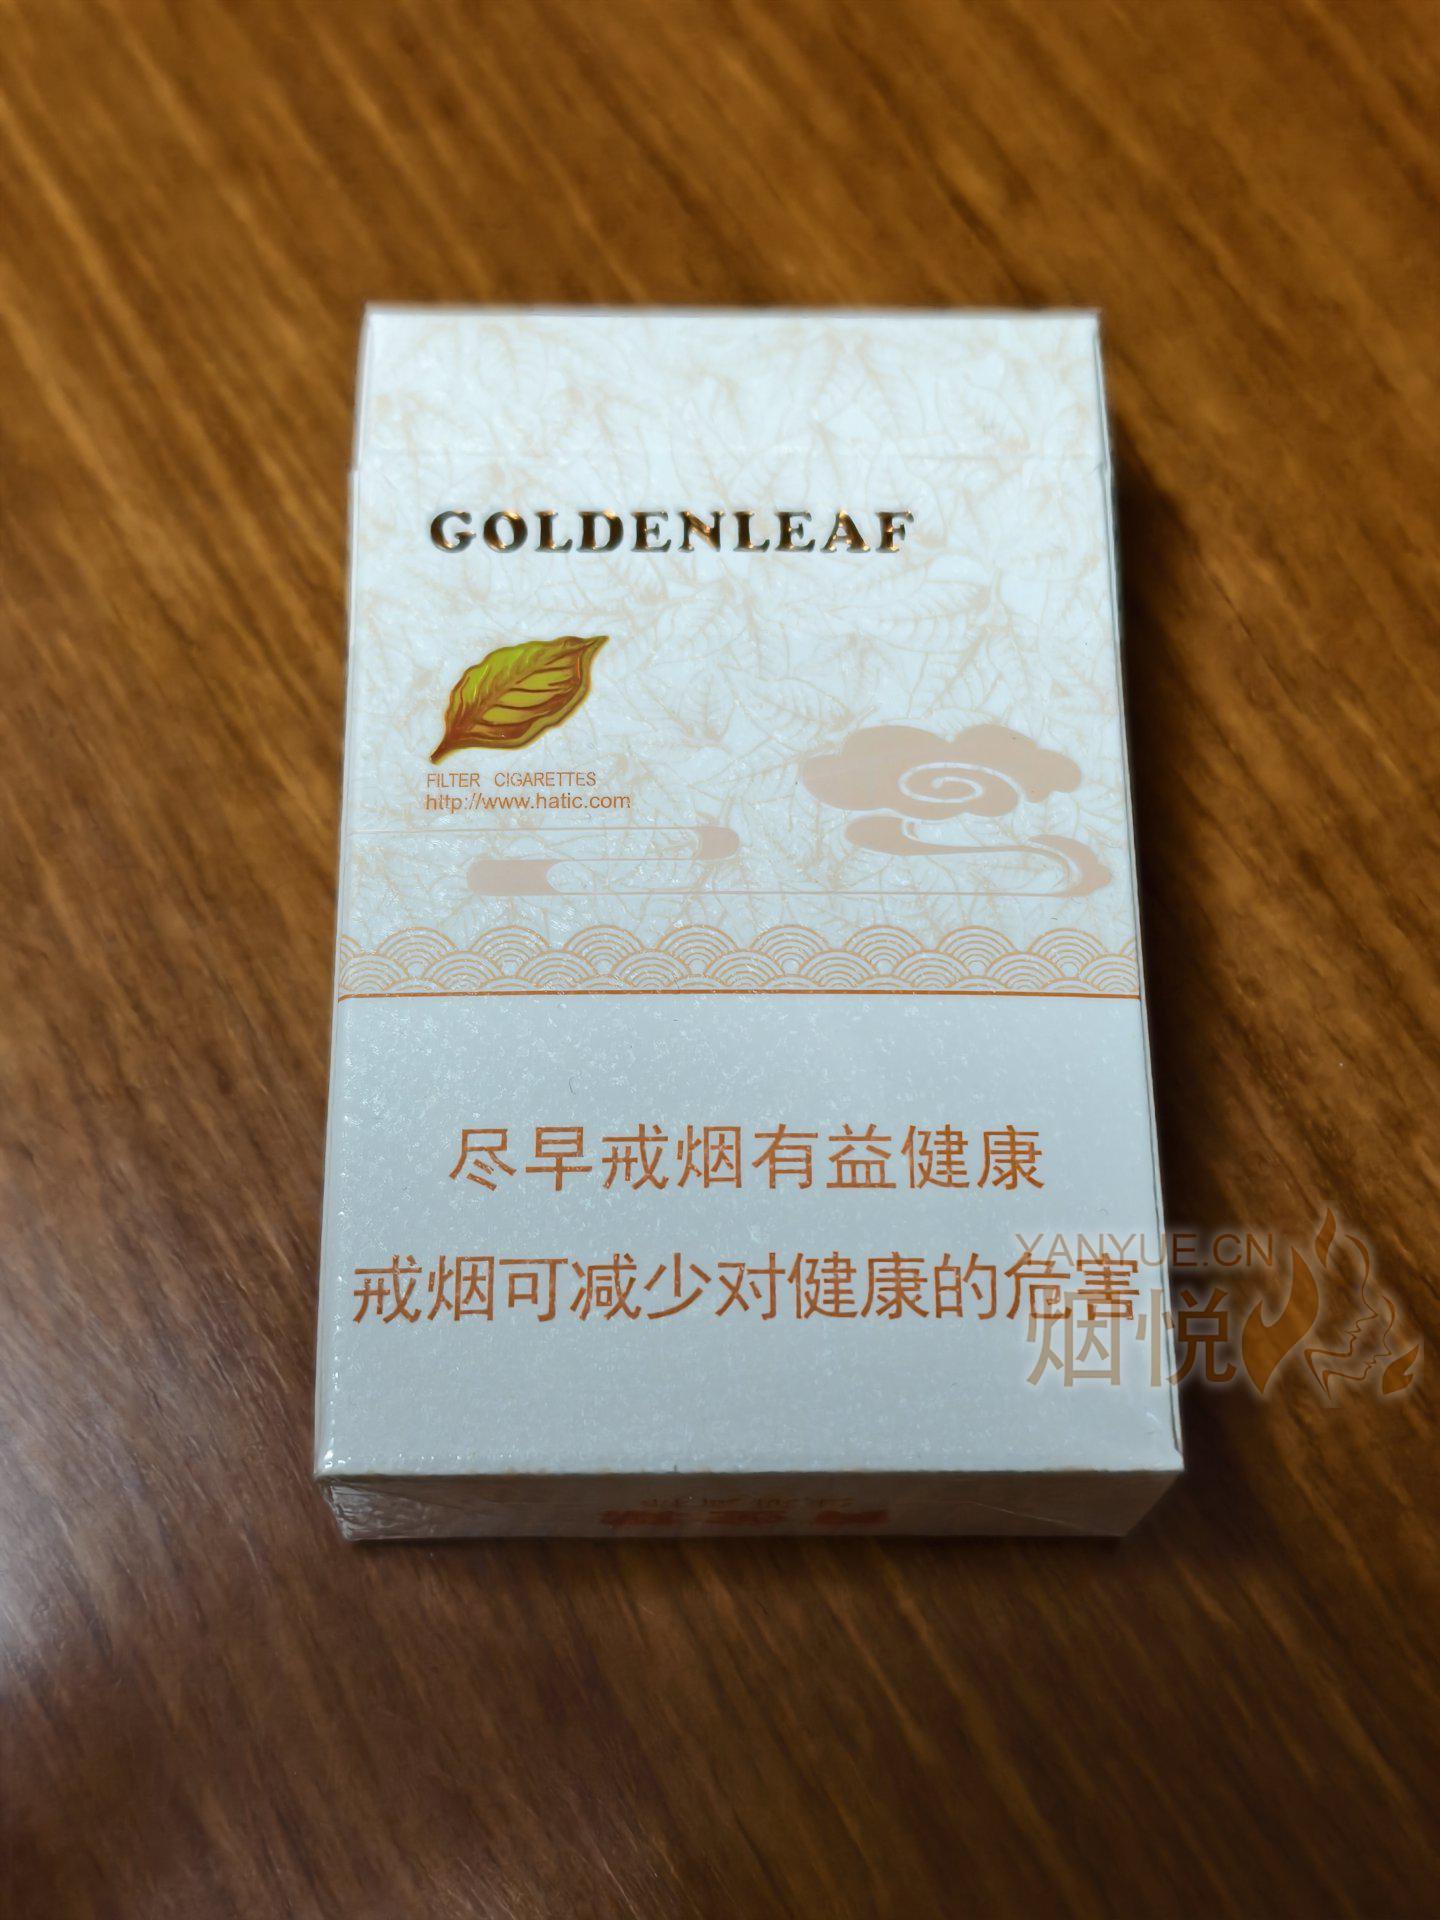 GOLDENLEAF
FILTER CIGARETTES
http://www.hatic.com
尽早戒烟有益健康
戒烟可减少对健康的危害
YANYUE.CN
烟悦